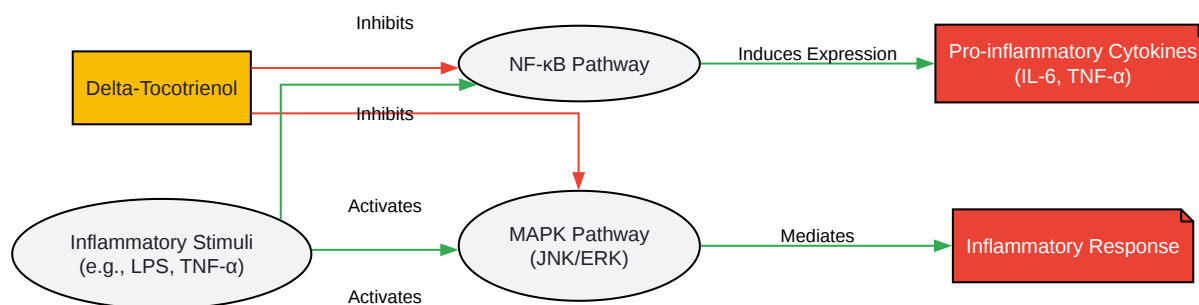 Inhibits
Delta-Tocotrienol
NF-κB Pathway
Induces Expression
Pro-inflammatory Cytokines
(IL-6, TNF-α)
Inhibits
Activates
Inflammatory Stimuli
(e.g., LPS, TNF-α)
MAPK Pathway
(JNK/ERK)
Mediates
Inflammatory Response
Activates